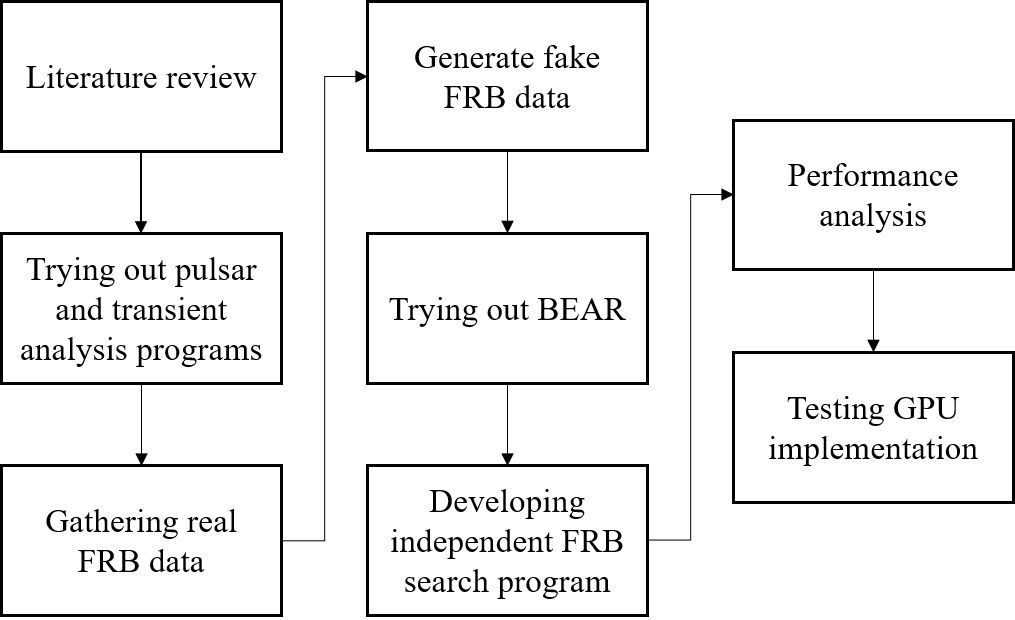 Literature review
Trying out pulsar
and transient
analysis programs
Gathering real
FRB data
Generate fake
FRB data
Trying out BEAR
Developing
independent FRB
search program
Performance
analysis
Testing GPU
implementation